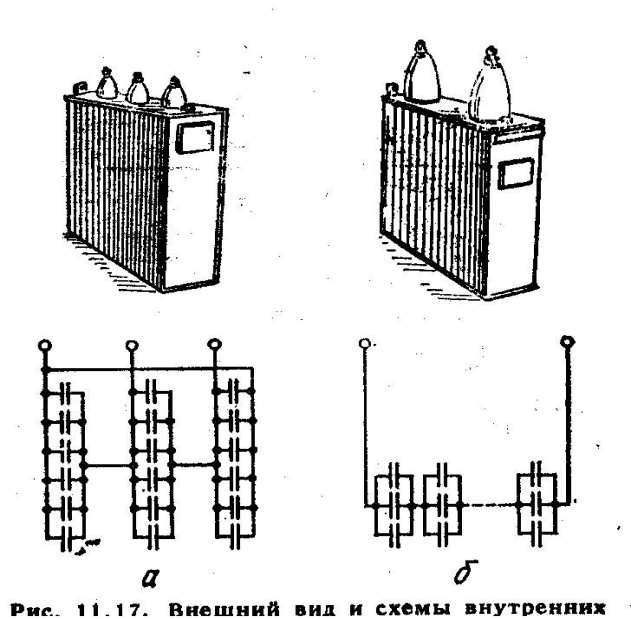 а
б
Рис. 11.17. Внешний вид и схемы внутренних